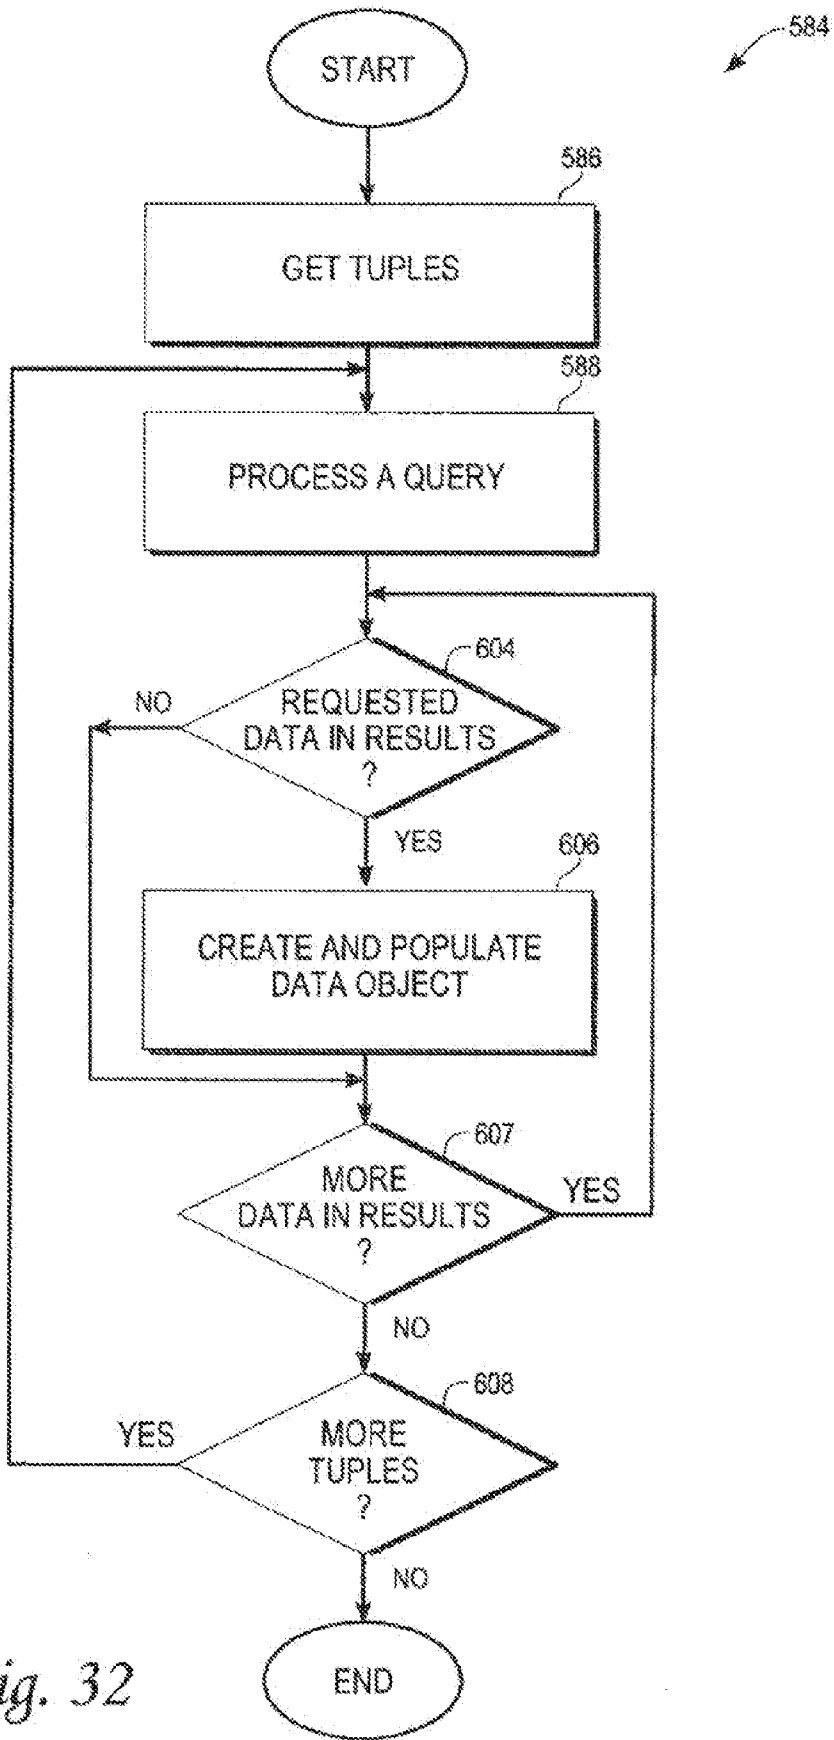 584
START
586
GET TUPLES
588
PROCESS A QUERY
604
REQUESTED
DATA IN RESULTS
?
NO
YES
606
CREATE AND POPULATE
DATA OBJECT
607
MORE
DATA IN RESULTS
?
YES
NO
608
MORE
TUPLES
?
YES
NO
END
ig. 32